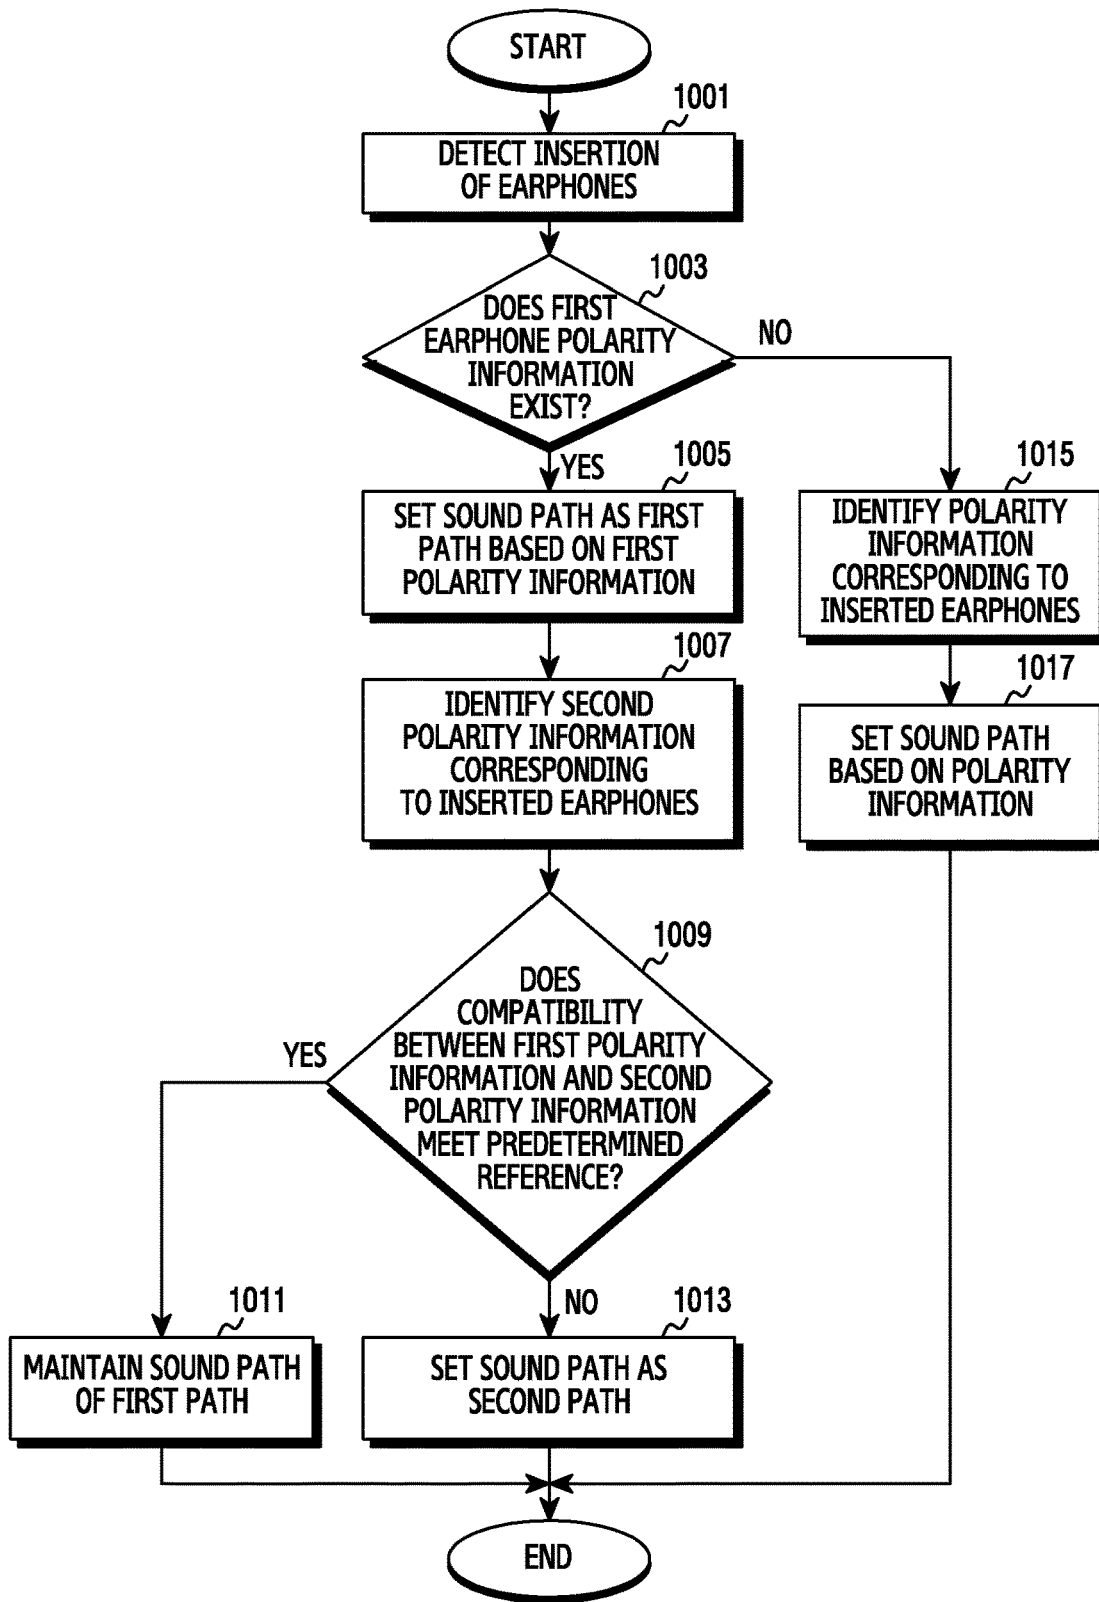 START
1001
DETECT INSERTION
OF EARPHONES
1003
DOES FIRST
EARPHONE POLARITY
INFORMATION
EXIST?
NO
YES
1005
SET SOUND PATH AS FIRST
PATH BASED ON FIRST
POLARITY INFORMATION
1015
IDENTIFY POLARITY
INFORMATION
CORRESPONDING TO
INSERTED EARPHONES
1007
IDENTIFY SECOND
POLARITY INFORMATION
CORRESPONDING
TO INSERTED EARPHONES
1017
SET SOUND PATH
BASED ON POLARITY
INFORMATION
1009
DOES
COMPATIBILITY
BETWEEN FIRST POLARITY
INFORMATION AND SECOND
POLARITY INFORMATION
MEET PREDETERMINED
REFERENCE?
YES
NO
1011
MAINTAIN SOUND PATH
OF FIRST PATH
1013
SET SOUND PATH AS
SECOND PATH
END